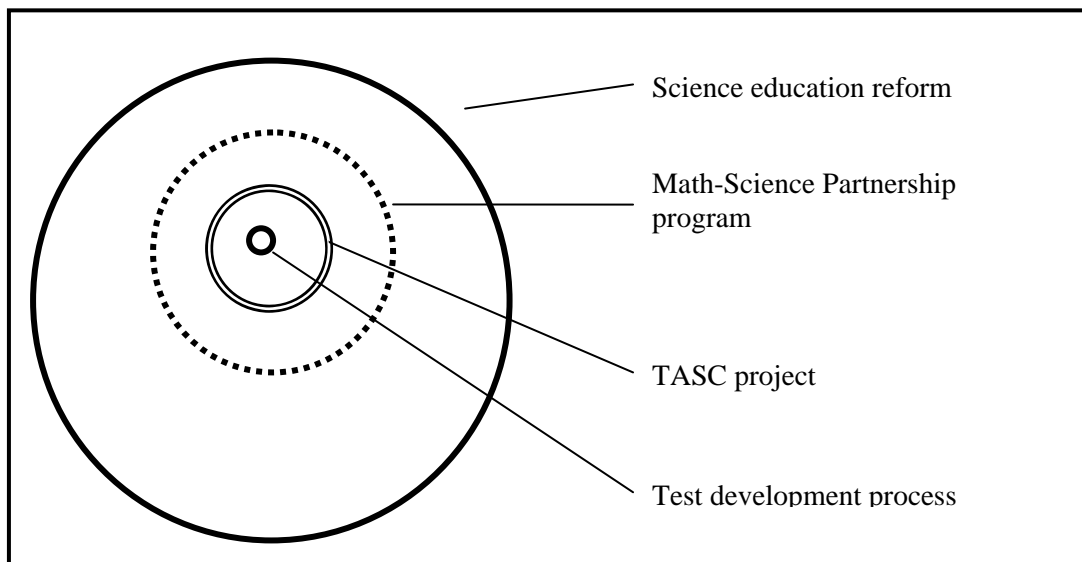 Science education reform
Math-Science Partnership
program
TASC project
Test development process